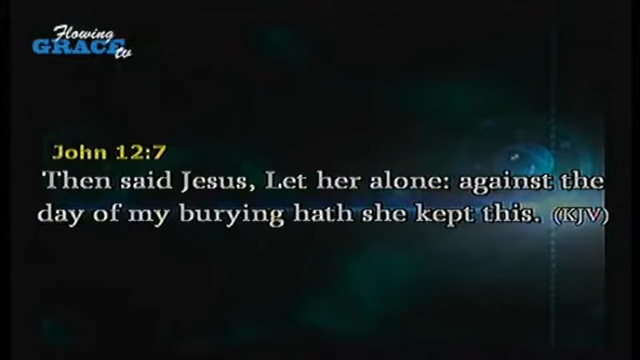 Flowing
GRACE tv
John 12:7
Then said Jesus, Let her alone: against the
day of my burying hath she kept this. (KJV)